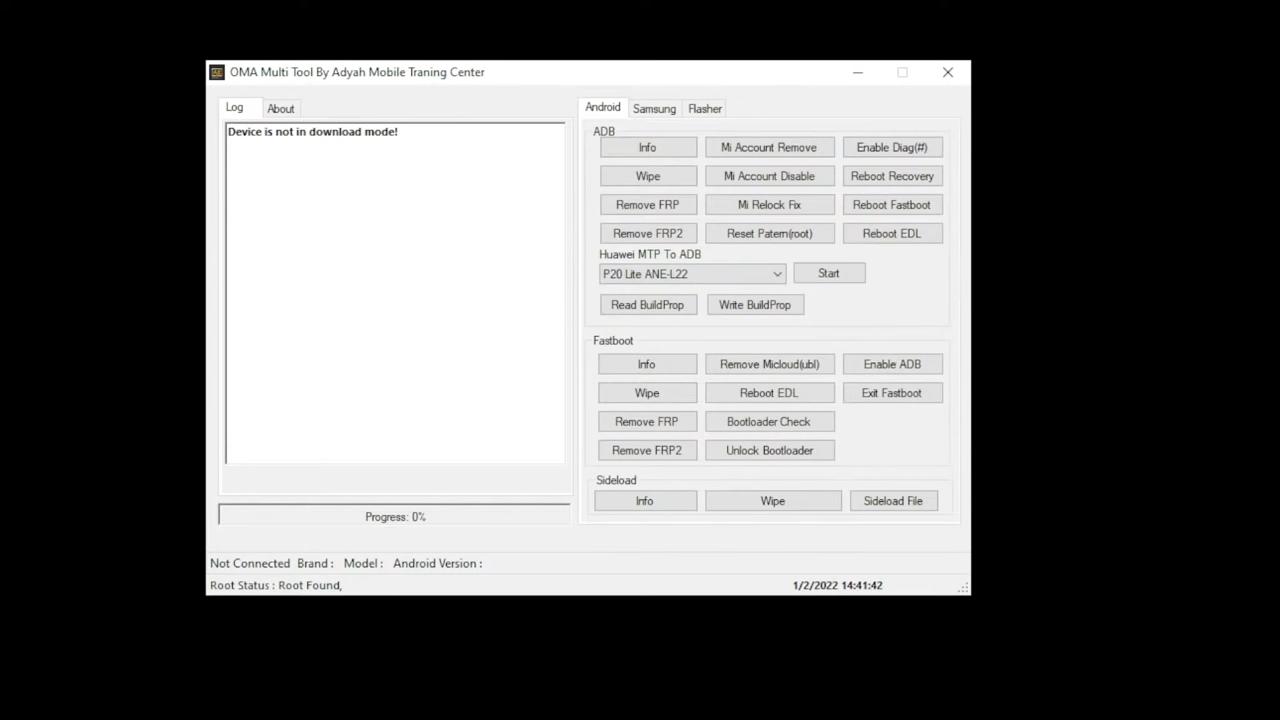 OMA Multi Tool By Adyah Mobile Traning Center
Log About
Device is not in download mode!
Progress: 0%
Android Samsung Flasher
ADB
Info Mi Account Remove Enable Diag(#)
Wipe Mi Account Disable Reboot Recovery
Remove FRP Mi Relock Fix Reboot Fastboot
Remove FRP2 Reset Patern(root) Reboot EDL
Huawei MTP To ADB
P20 Lite ANE-L22 Start
Read BuildProp Write BuildProp
Fastboot
Info Remove Micloud(ubl) Enable ADB
Wipe Reboot EDL Exit Fastboot
Remove FRP Bootloader Check
Remove FRP2 Unlock Bootloader
Sideload
Info Wipe Sideload File
Not Connected Brand : Model : Android Version :
Root Status : Root Found, 1/2/2022 14:41:42